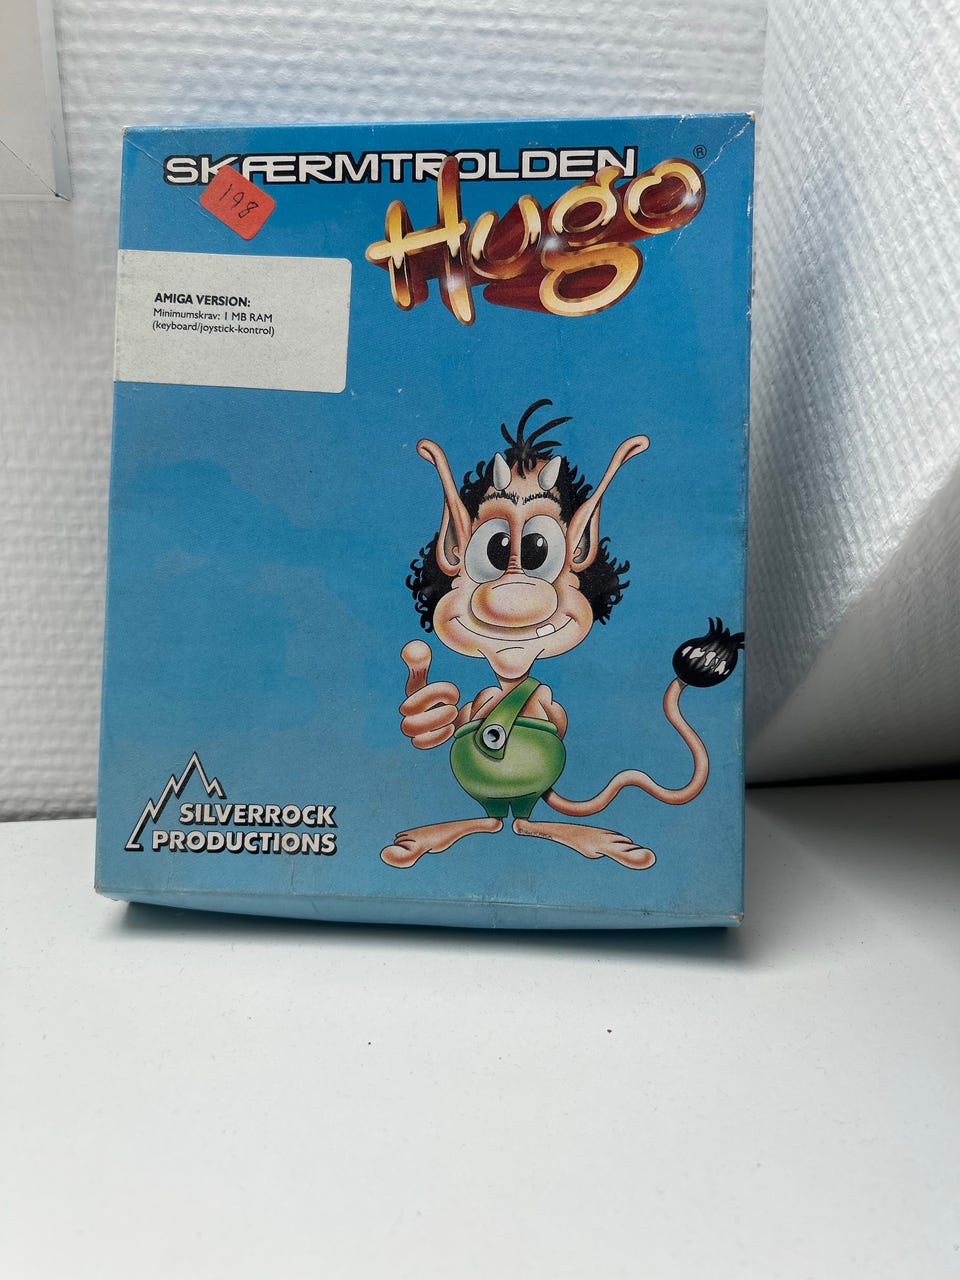 SKÆRMTROLDEN
Hugo®
198
AMIGA VERSION:
Minimumskrav: 1 MB RAM
(keyboard/joystick-kontrol)
SILVERROCK
PRODUCTIONS